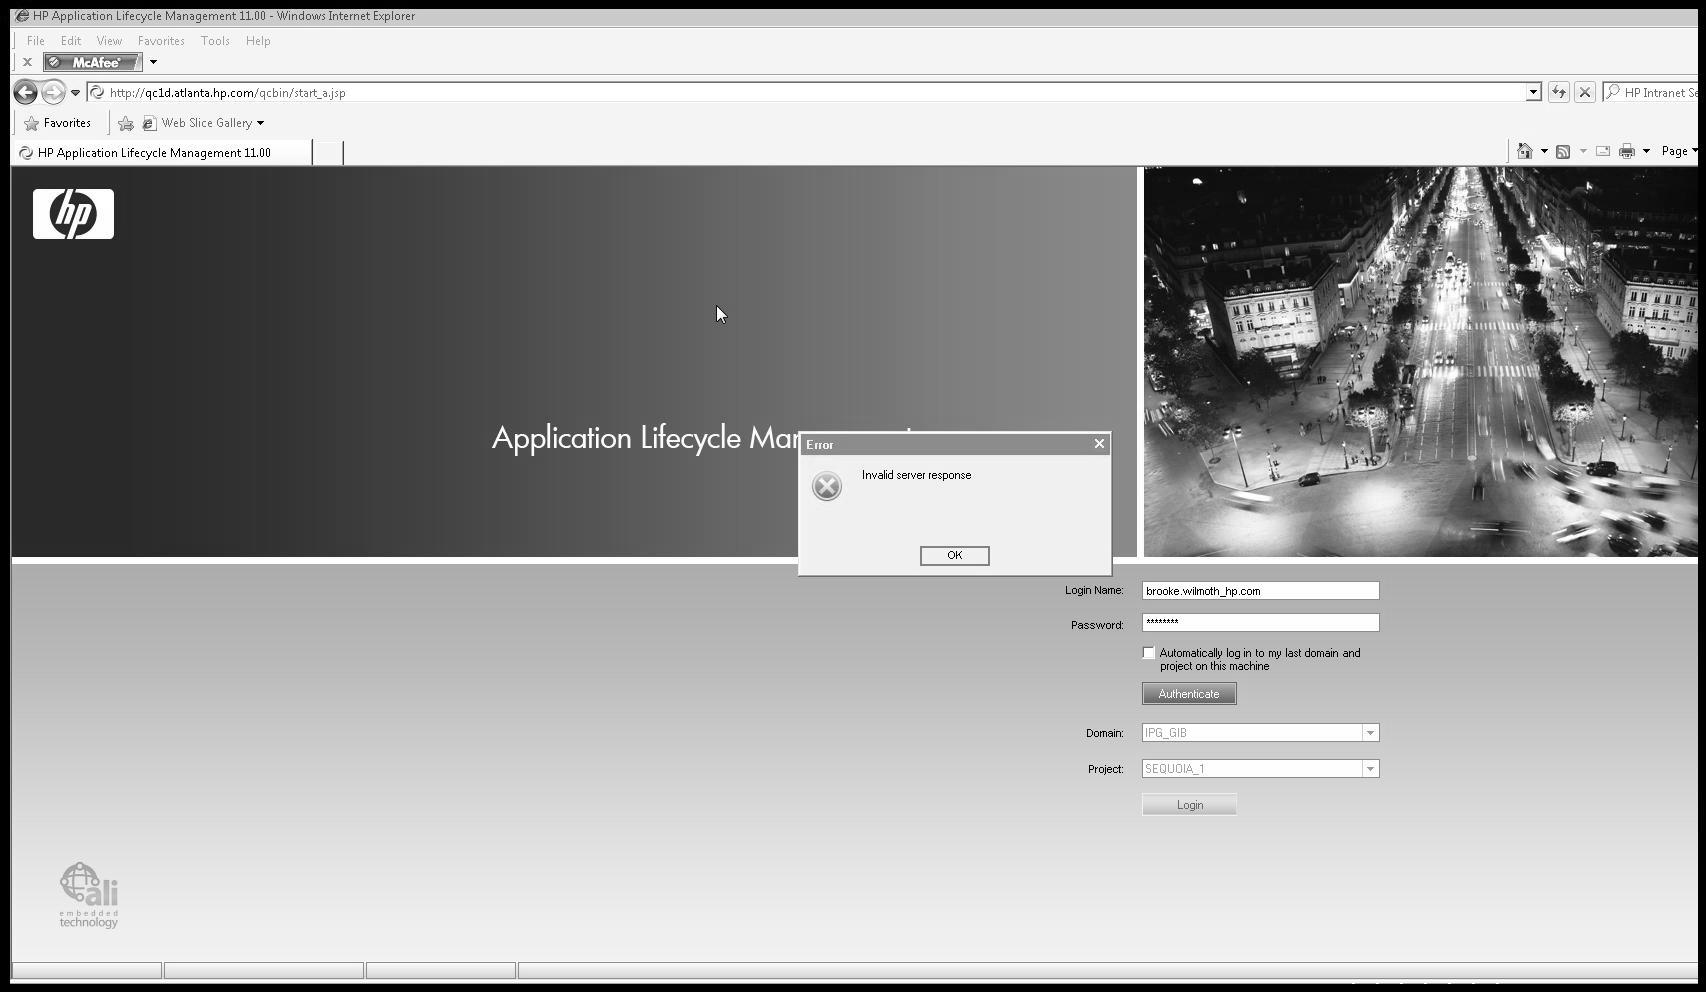 HP Application Lifecycle Management 11.00 - Windows Internet Explorer
File Edit View Favorites Tools Help
X McAfee
http://qc1d.atlanta.hp.com/qcbin/start_a.jsp HP Intranet Se
Favorites Web Slice Gallery
HP Application Lifecycle Management 11.00 Page
hp
Application Lifecycle Man
Error
Invalid server response
OK
Login Name: brooke.wilmoth_hp.com
Password: ********
Automatically log in to my last domain and
project on this machine
Authenticate
Domain: IPG_GIB
Project: SEQUOIA_1
Login
ali
embedded
technology